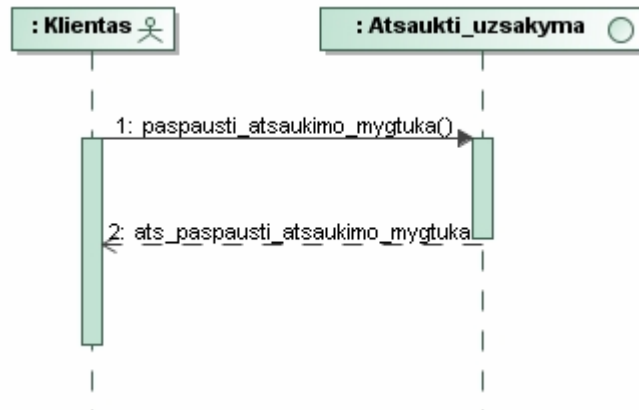 : Klientas
: Atsaukti_uzsakyma
1: paspausti_atsaukimo_mygtuka()
2: ats_paspausti_atsaukimo_mygtuka